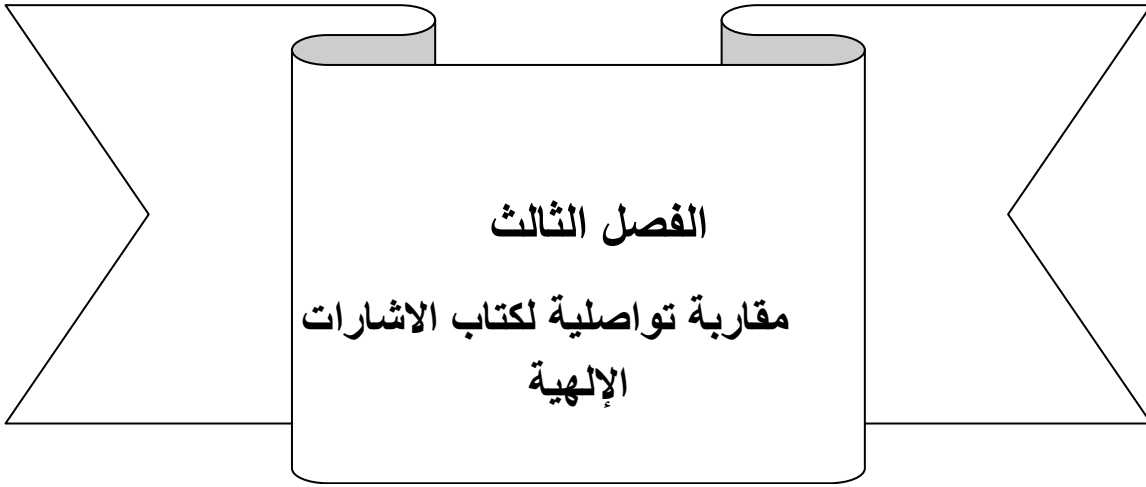 الفصل الثالث
مقاربة تواصلية لكتاب الاشارات
الإلهية